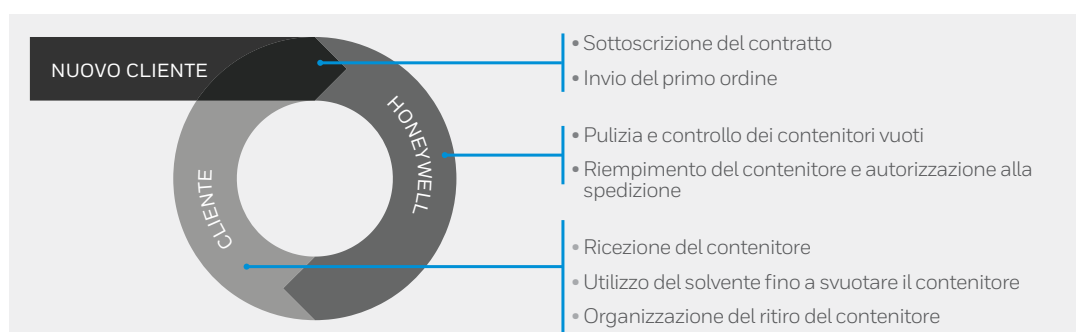 NUOVO CLIENTE
HONEYWELL
CLIENTE
• Sottoscrizione del contratto
• Invio del primo ordine
• Pulizia e controllo dei contenitori vuoti
• Riempimento del contenitore e autorizzazione alla
spedizione
• Ricezione del contenitore
• Utilizzo del solvente fino a svuotare il contenitore
• Organizzazione del ritiro del contenitore